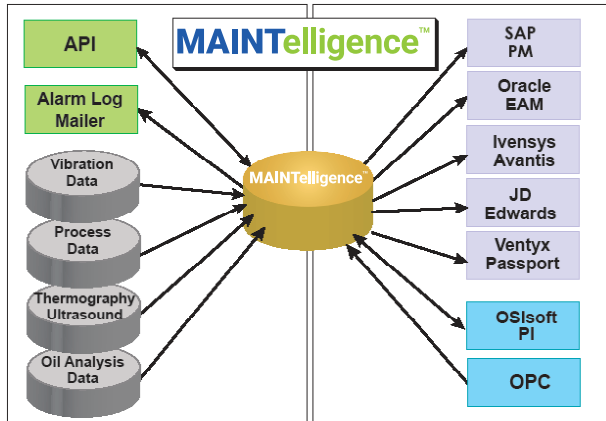 MAINTelligence™
API
Alarm Log
Mailer
Vibration
Data
Process
Data
Thermography
Ultrasound
Oil Analysis
Data
MAINTelligence™
SAP
PM
Oracle
EAM
Ivensys
Avantis
JD
Edwards
Ventyx
Passport
OSIsoft
PI
OPC